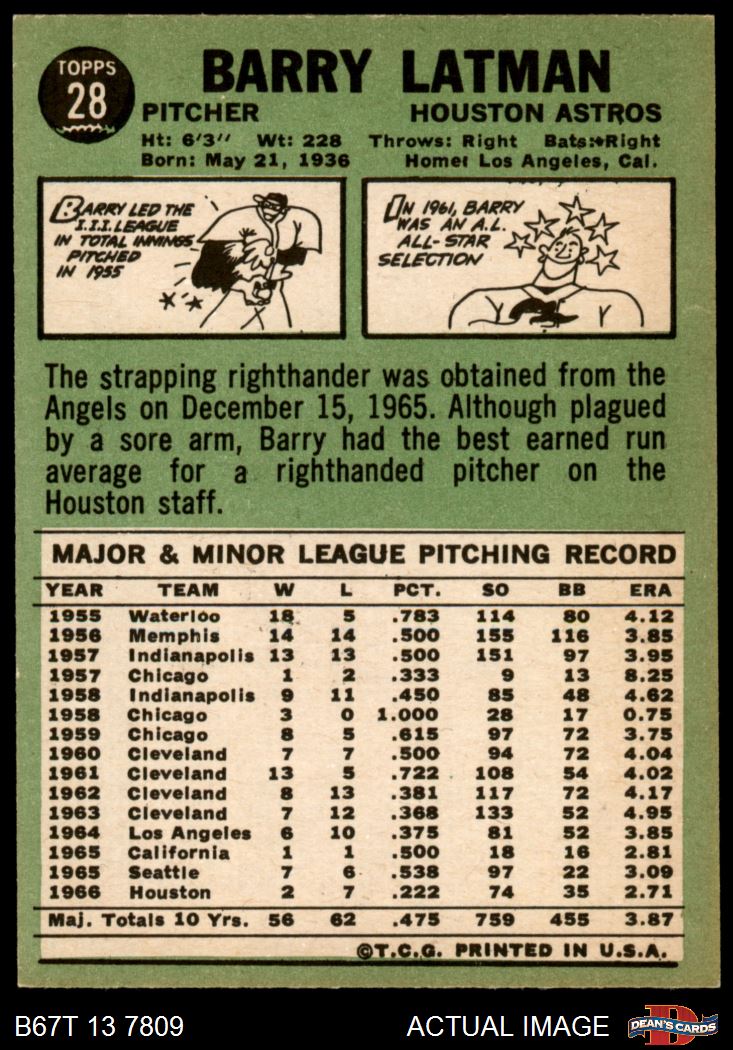 TOPPS
28
BARRY LATMAN
PITCHER HOUSTON ASTROS
Ht: 6'3" Wt: 228 Throws: Right Bats: Right
Born: May 21, 1936 Home: Los Angeles, Cal.
BARRY LED THE
I.I.I. LEAGUE
IN TOTAL INNINGS
PITCHED
IN 1955
IN 1961, BARRY
WAS AN A.L.
ALL-STAR
SELECTION
The strapping righthander was obtained from the
Angels on December 15, 1965. Although plagued
by a sore arm, Barry had the best earned run
average for a righthanded pitcher on the
Houston staff.
MAJOR & MINOR LEAGUE PITCHING RECORD
YEAR TEAM W L PCT. SO BB ERA
1955 Waterloo 18 5 .783 114 80 4.12
1956 Memphis 14 14 .500 155 116 3.85
1957 Indianapolis 13 13 .500 151 97 3.95
1957 Chicago 1 2 .333 9 13 8.25
1958 Indianapolis 9 11 .450 85 48 4.62
1958 Chicago 3 0 1.000 28 17 0.75
1959 Chicago 8 5 .615 97 72 3.75
1960 Cleveland 7 7 .500 94 72 4.04
1961 Cleveland 13 5 .722 108 54 4.02
1962 Cleveland 8 13 .381 117 72 4.17
1963 Cleveland 7 12 .368 133 52 4.95
1964 Los Angeles 6 10 .375 81 52 3.85
1965 California 1 1 .500 18 16 2.81
1965 Seattle 7 6 .538 97 22 3.09
1966 Houston 2 7 .222 74 35 2.71
Maj. Totals 10 Yrs. 56 62 .475 759 455 3.87
©T.C.G. PRINTED IN U.S.A.
B67T 13 7809 ACTUAL IMAGE
D
DEAN'S CARDS